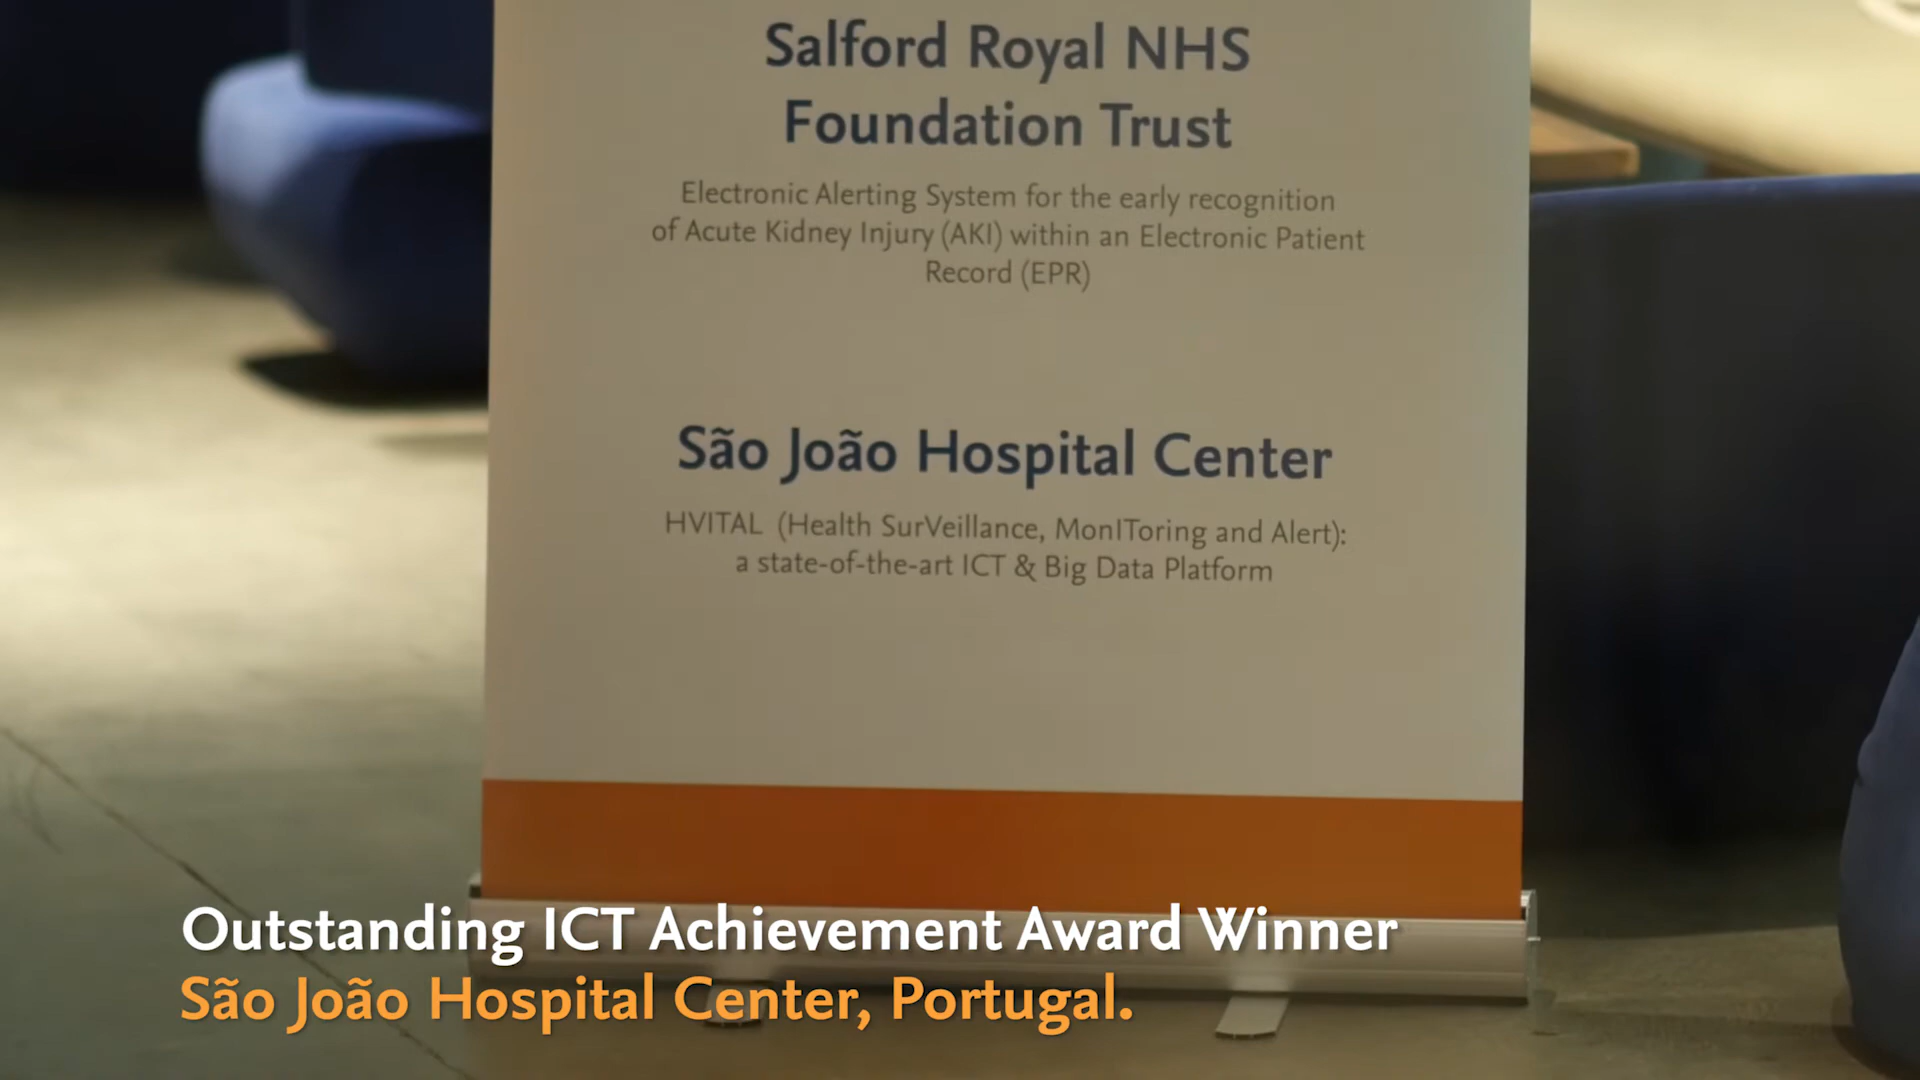 Salford Royal NHS
Foundation Trust
Electronic Alerting System for the early recognition
of Acute Kidney Injury (AKI) within an Electronic Patient
Record (EPR)
São João Hospital Center
HVITAL (Health SurVeillance, MonIToring and Alert):
a state-of-the-art ICT & Big Data Platform
Outstanding ICT Achievement Award Winner
São João Hospital Center, Portugal.